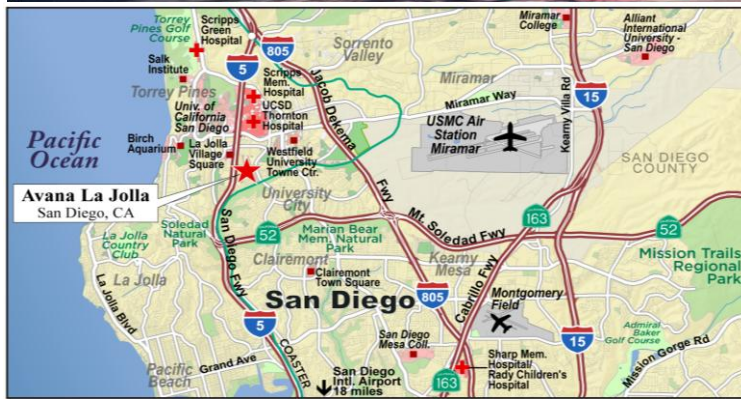 Torrey
Pines Golf
Course
Scripps
Green
Hospital
805
5
Sorrento
Valley
Miramar
College
Alliant
International
University -
San Diego
15
Salk
Institute
Torrey Pines
Scripps
Mem.
Hospital
Jacob Dekema
Fwy
Miramar
Miramar Way
Kearny Villa Rd
Univ. of
California
San Diego
UCSD
Thornton
Hospital
USMC Air
Station
Miramar
Pacific
Ocean
Birch
Aquarium
La Jolla
Village
Square
Westfield
University
Towne Ctr.
SAN DIEGO
COUNTY
Avana La Jolla
San Diego, CA
University
City
163
La Jolla
Country
Club
Soledad
Natural
Park
San Diego Fwy
52
Marian Bear
Mem. Natural
Park
Mt. Soledad Fwy
52
Mission Trails
Regional
Park
La Jolla
Clairemont
Clairemont
Town Square
Kearny
Mesa
Cabrillo Fwy
La Jolla Blvd
San Diego
805
Montgomery
Field
5
15
Admiral
Baker
Golf Course
Mission Gorge Rd
Pacific
Beach
Grand Ave
COASTER
San Diego
Intl. Airport
18 miles
San Diego
Mesa Coll.
163
Sharp Mem.
Hospital/
Rady Children's
Hospital